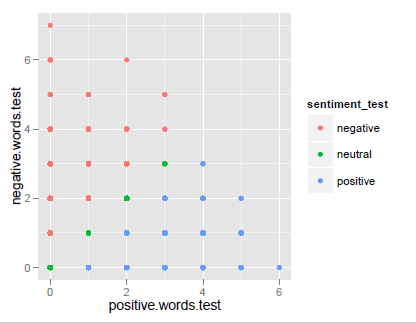 6
4
2
0
negative.words.test
0
2
4
6
positive.words.test
sentiment_test
negative
neutral
positive